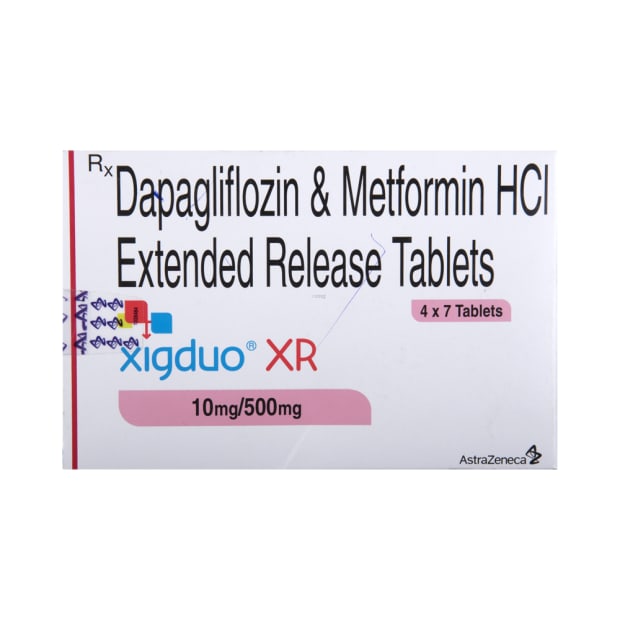 Rx Dapagliflozin & Metformin HCl
Extended Release Tablets
4 x 7 Tablets
xigduo® XR
10mg/500mg
AstraZeneca